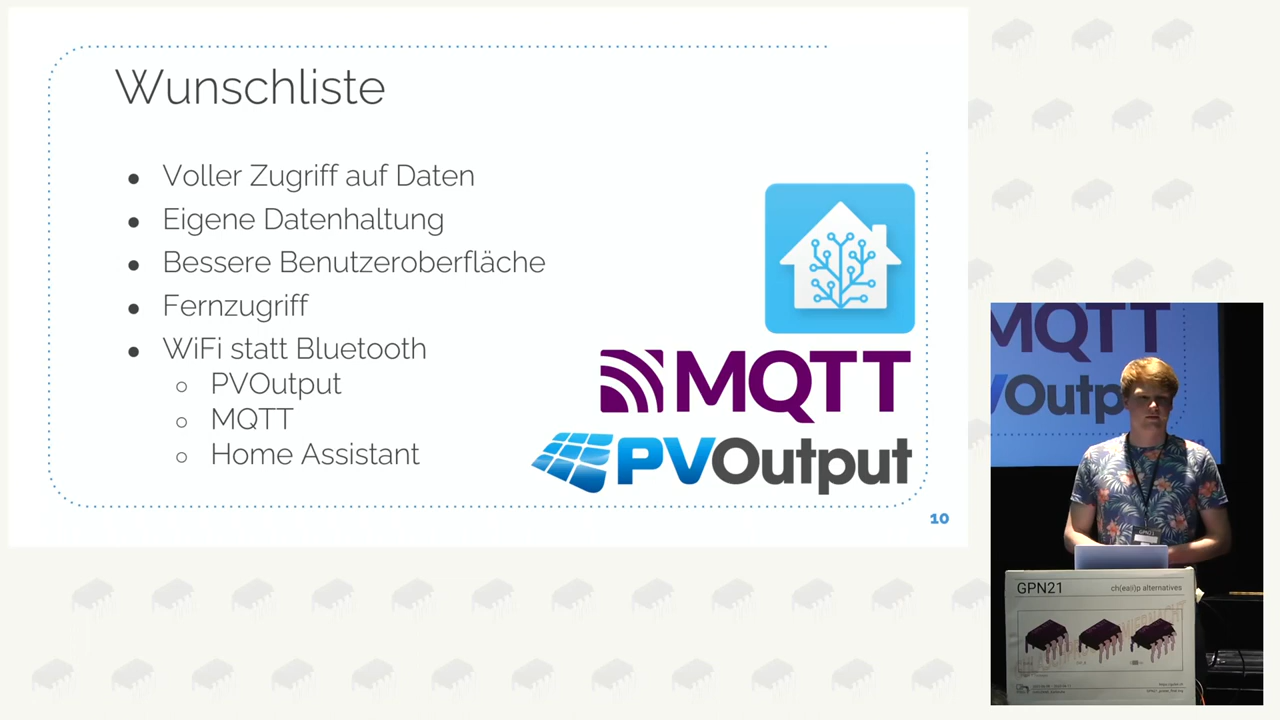 Wunschliste
Voller Zugriff auf Daten
Eigene Datenhaltung
Bessere Benutzeroberfläche
Fernzugriff
WiFi statt Bluetooth
PVOutput
MQTT
Home Assistant
MQTT
PVOutput
10
MQTT
Outp
GPN21
GPN21
ch(ea(i)p alternatives